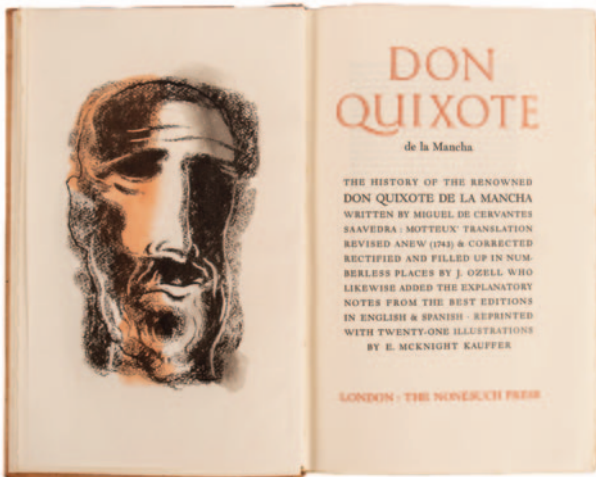 DON
QUIXOTE
de la Mancha
THE HISTORY OF THE RENOWNED
DON QUIXOTE DE LA MANCHA
WRITTEN BY MIGUEL DE CERVANTES
SAAVEDRA : MOTTEUX' TRANSLATION
REVISED ANEW (1743) & CORRECTED
RECTIFIED AND FILLED UP IN NUM-
BERLESS PLACES BY J. OZELL WHO
LIKEWISE ADDED THE EXPLANATORY
NOTES FROM THE BEST EDITIONS
IN ENGLISH & SPANISH · REPRINTED
WITH TWENTY-ONE ILLUSTRATIONS
BY E. MCKNIGHT KAUFFER
LONDON · THE NONESUCH PRESS